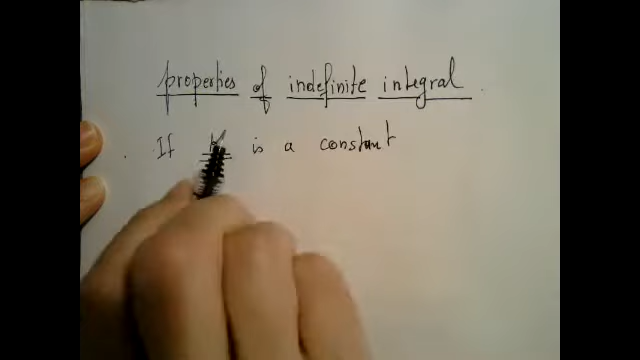 properties of indefinite integral.
If k is a constant